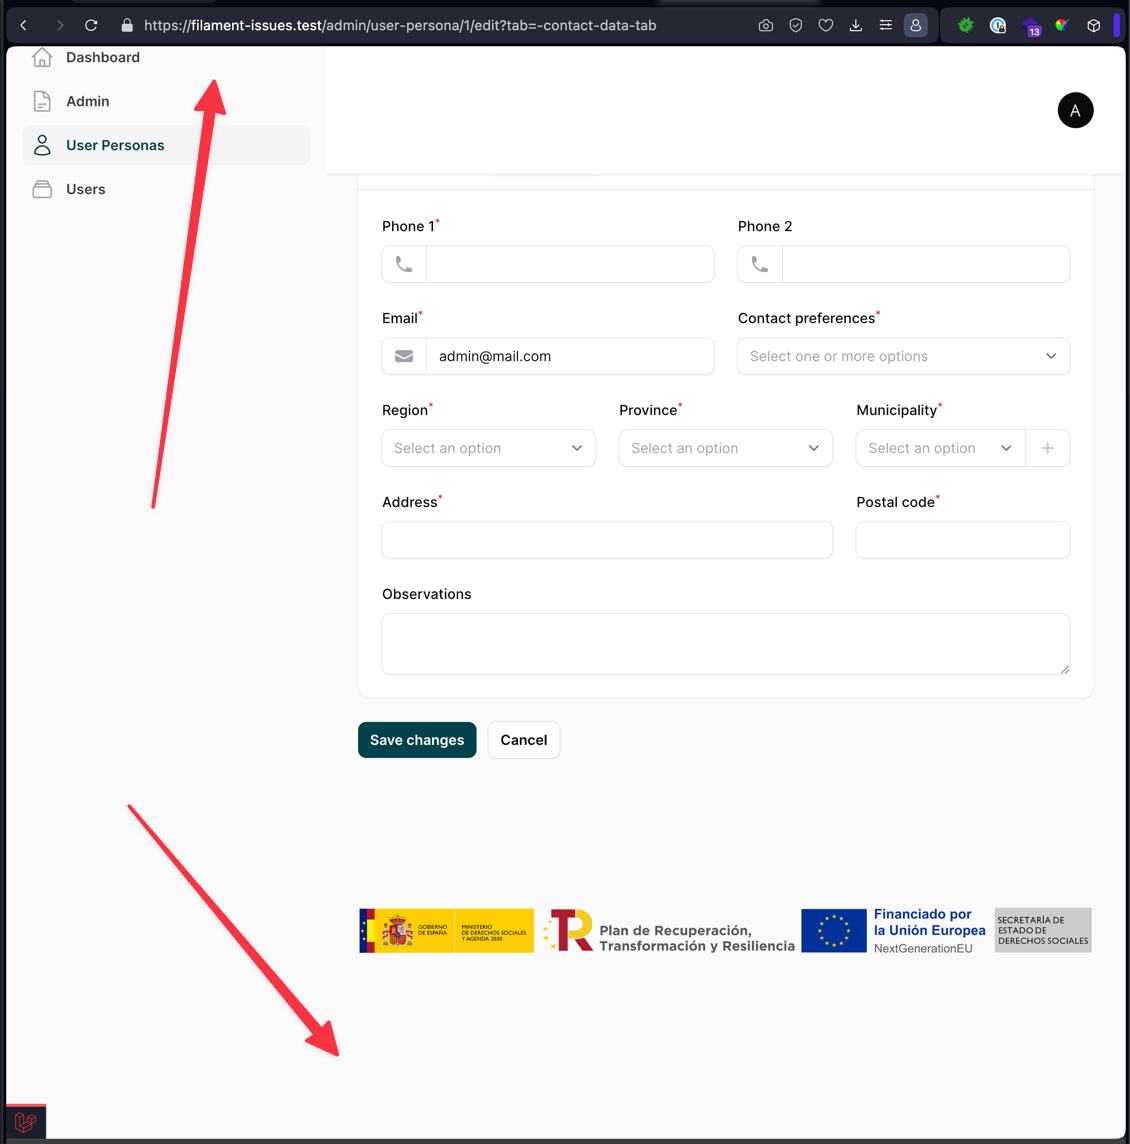 https://filament-issues.test/admin/user-persona/1/edit?tab=-contact-data-tab
13
Dashboard
Admin
User Personas
Users
A
Phone 1*
Phone 2
Email*
Contact preferences*
admin@mail.com
Select one or more options
Region*
Province*
Municipality*
Select an option
Select an option
Select an option
Address*
Postal code*
Observations
Save changes
Cancel
GOBIERNO
DE ESPAÑA
MINISTERIO
DE DERECHOS SOCIALES
Y AGENDA 2030
TR
Plan de Recuperación,
Transformación y Resiliencia
Financiado por
la Unión Europea
NextGenerationEU
SECRETARÍA DE
ESTADO DE
DERECHOS SOCIALES